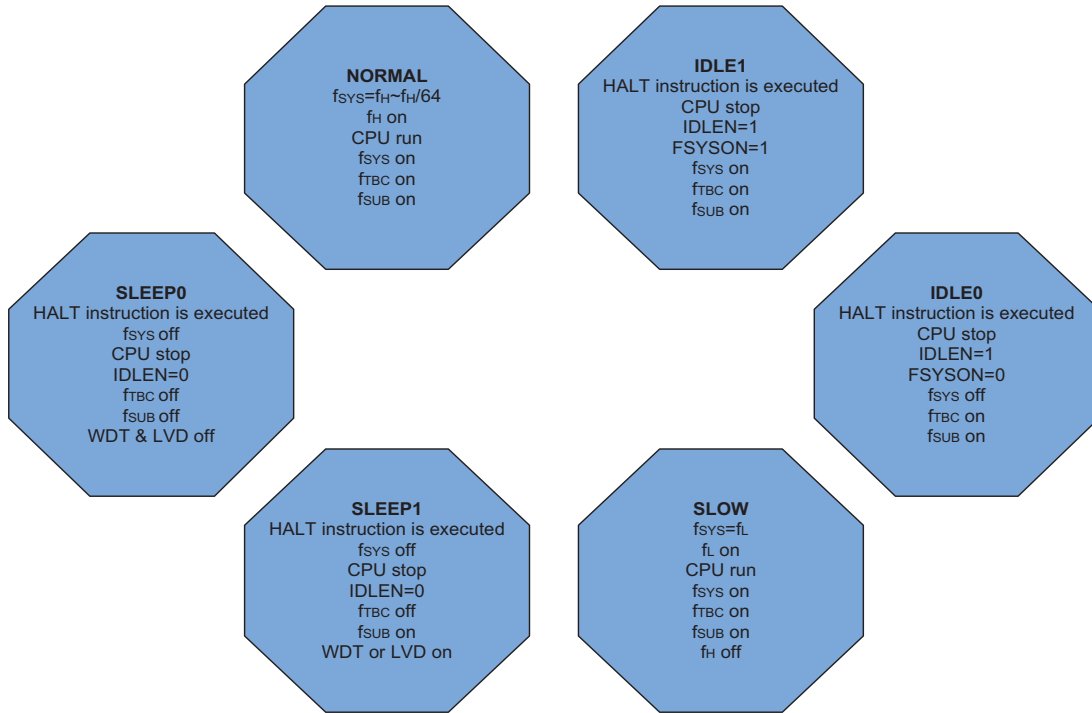 NORMAL
fSYS=fH~fH/64
fH on
CPU run
fSYS on
fTBC on
fSUB on
IDLE1
HALT instruction is executed
CPU stop
IDLEN=1
FSYSON=1
fSYS on
fTBC on
fSUB on
SLEEP0
HALT instruction is executed
fSYS off
CPU stop
IDLEN=0
fTBC off
fSUB off
WDT & LVD off
IDLE0
HALT instruction is executed
CPU stop
IDLEN=1
FSYSON=0
fSYS off
fTBC on
fSUB on
SLEEP1
HALT instruction is executed
fSYS off
CPU stop
IDLEN=0
fTBC off
fSUB on
WDT or LVD on
SLOW
fSYS=fL
fL on
CPU run
fSYS on
fTBC on
fSUB on
fH off